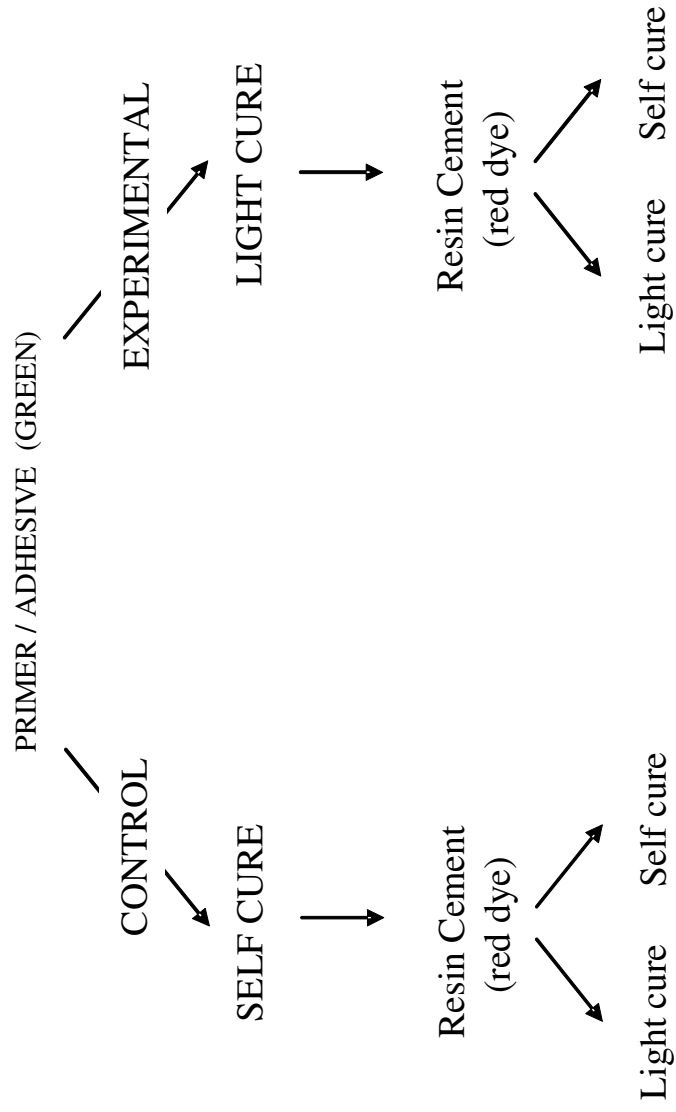 PRIMER / ADHESIVE (GREEN)
CONTROL
EXPERIMENTAL
SELF CURE
LIGHT CURE
Resin Cement
(red dye)
Resin Cement
(red dye)
Light cure
Self cure
Light cure
Self cure